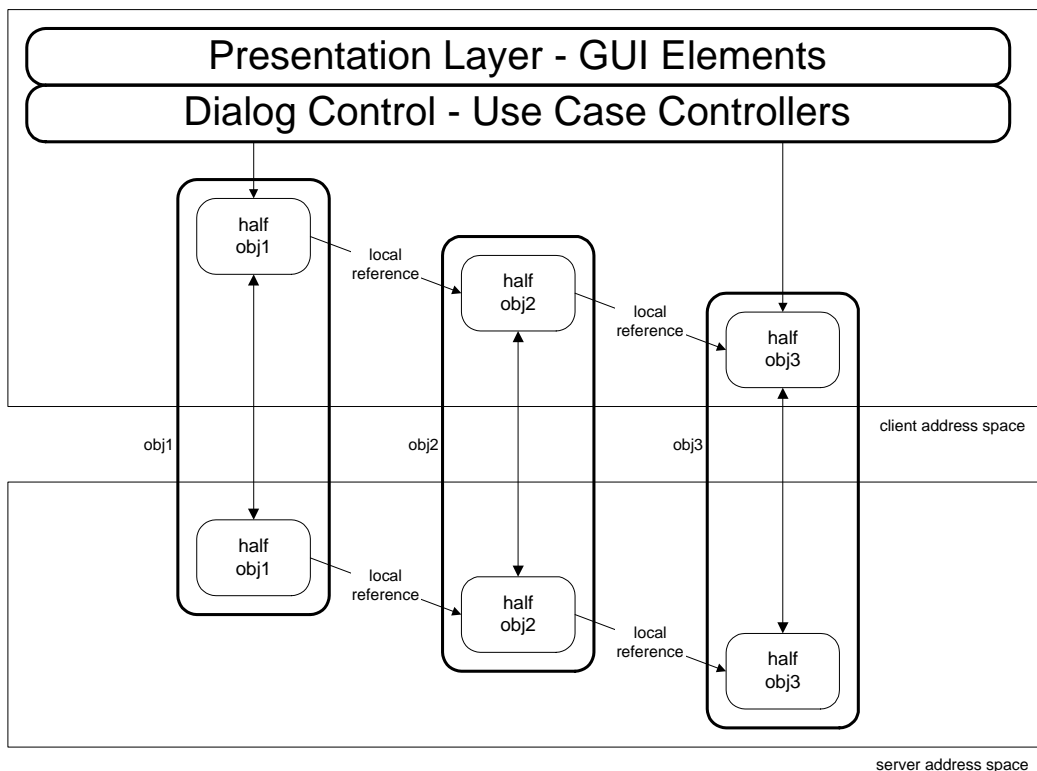 Presentation Layer - GUI Elements
Dialog Control - Use Case Controllers
half
obj1
local
reference
half
obj2
local
reference
half
obj3
client address space
obj1
obj2
obj3
half
obj1
local
reference
half
obj2
local
reference
half
obj3
server address space